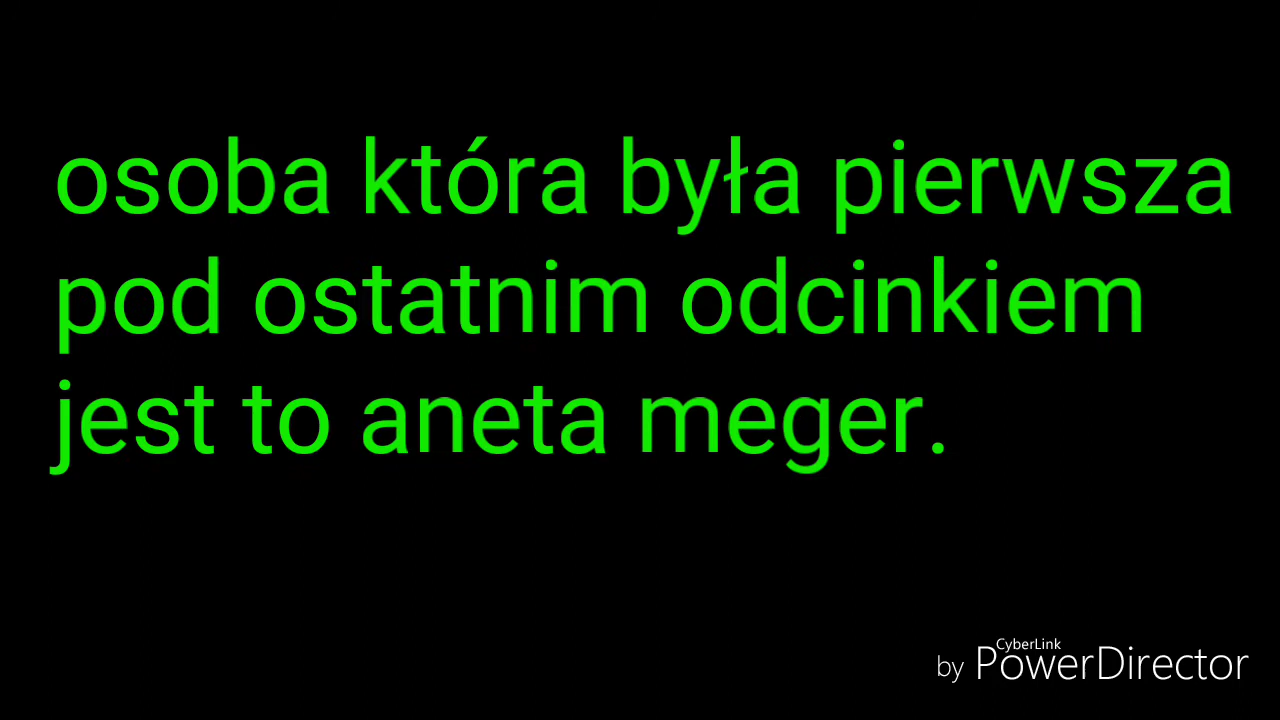 osoba która była pierwsza
pod ostatnim odcinkiem
jest to aneta meger.
CyberLink
by PowerDirector